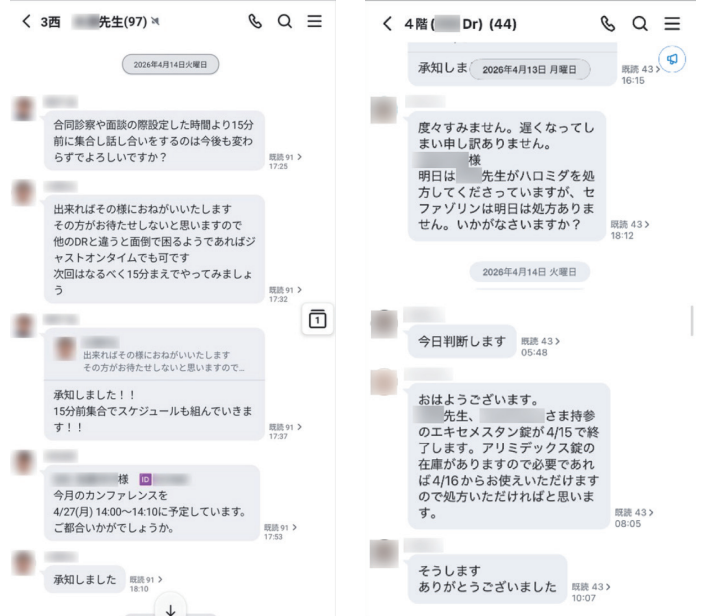 3西
先生(97)
2026年4月14日火曜日
合同診察や面談の際設定した時間より15分
前に集合し話し合いをするのは今後も変わ
らずでよろしいですか？
既読 91
17:25
出来ればその様におねがいいたします
その方がお待たせしないと思いますので
他のDRと違うと面倒で困るようであればジ
ャストオンタイムでも可です
次回はなるべく15分まえでやってみましょ
う
既読 91
17:32
1
出来ればその様におねがいいたします
その方がお待たせしないと思いますので...
承知しました！！
15分前集合でスケジュールも組んでいきま
す！！
既読 91
17:37
様 ID
今月のカンファレンスを
4/27(月) 14:00〜14:10に予定しています。
ご都合いかがでしょうか。
既読 91
17:53
承知しました
既読 91
18:10
4階( Dr) (44)
承知しま
2026年4月13日 月曜日
既読 43
16:15
度々すみません。遅くなってし
まい申し訳ありません。
様
明日は 先生がハロミダを処
方してくださっていますが、セ
ファゾリンは明日は処方ありま
せん。いかがなさいますか？
既読 43
18:12
2026年4月14日 火曜日
今日判断します
既読 43
05:48
おはようございます。
先生、 さま持参
のエキセメスタン錠が4/15で終
了します。アリミデックス錠の
在庫がありますので必要であれ
ば4/16からお使いいただけます
ので処方いただければと思いま
す。
既読 43
08:05
そうします
ありがとうございました
既読 43
10:07